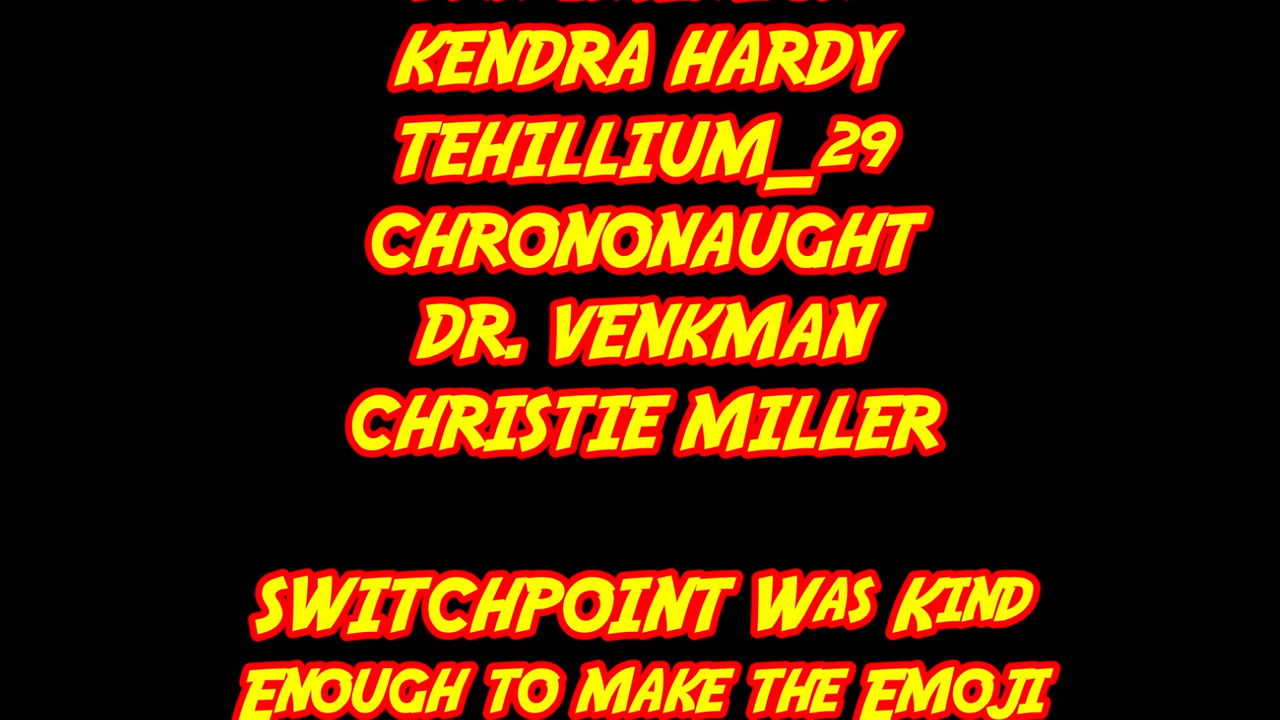 KENDRA HARDY
TEHILLIUM_29
CHRONONAUGHT
DR. VENKMAN
CHRISTIE MILLER
SWITCHPOINT WAS KIND
ENOUGH TO MAKE THE EMOJI